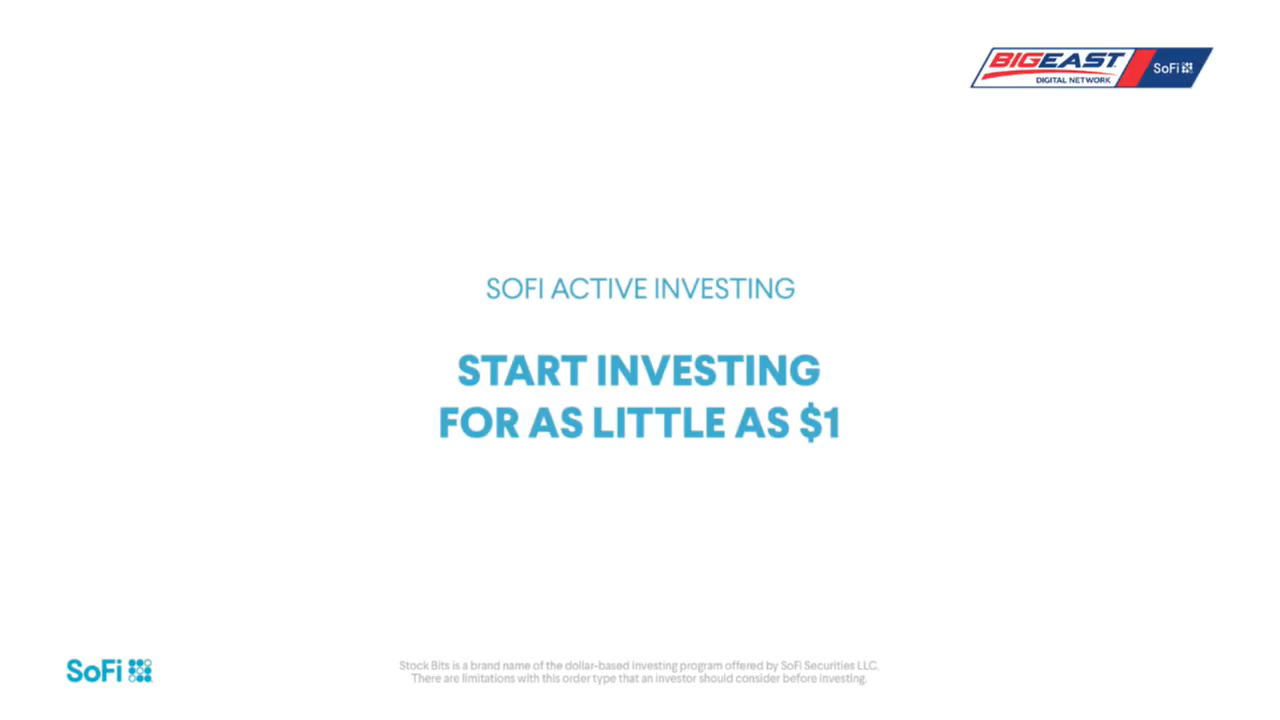 BIGEAST
DIGITAL NETWORK
SoFi
SOFI ACTIVE INVESTING
START INVESTING
FOR AS LITTLE AS $1
SoFi
Stock Bits is a brand name of the dollar-based investing program offered by SoFi Securities LLC.
There are limitations with this order type that an investor should consider before investing.